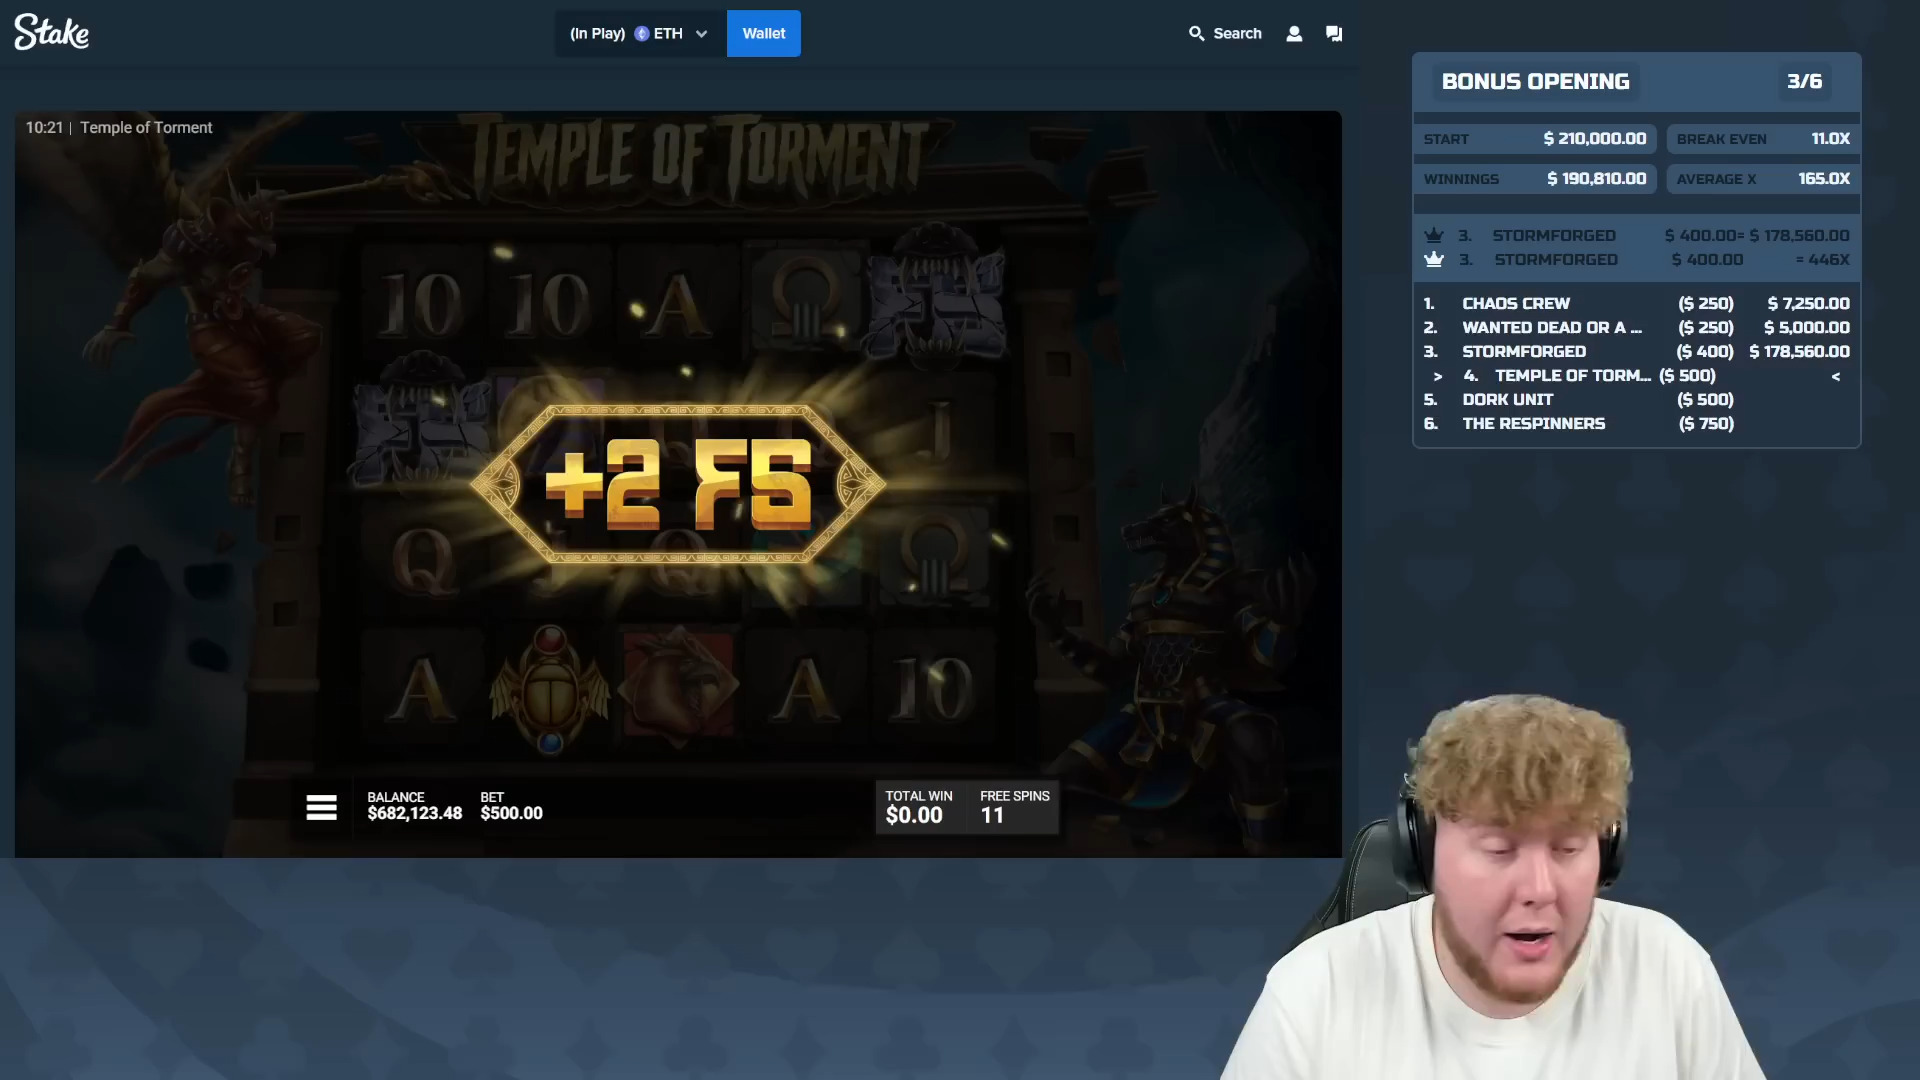 Stake
(In Play) ETH
Wallet
Search
10:21 | Temple of Torment
TEMPLE OF TORMENT
10 10 A
J
Q J Q
A A 10
+2 FS
BALANCE
$682,123.48
BET
$500.00
TOTAL WIN
$0.00
FREE SPINS
11
BONUS OPENING 3/6
START $ 210,000.00 BREAK EVEN 11.0X
WINNINGS $ 190,810.00 AVERAGE X 165.0X
3. STORMFORGED $ 400.00= $ 178,560.00
3. STORMFORGED $ 400.00 = 446X
1. CHAOS CREW ($ 250) $ 7,250.00
2. WANTED DEAD OR A ... ($ 250) $ 5,000.00
3. STORMFORGED ($ 400) $ 178,560.00
> 4. TEMPLE OF TORM... ($ 500) <
5. DORK UNIT ($ 500)
6. THE RESPINNERS ($ 750)